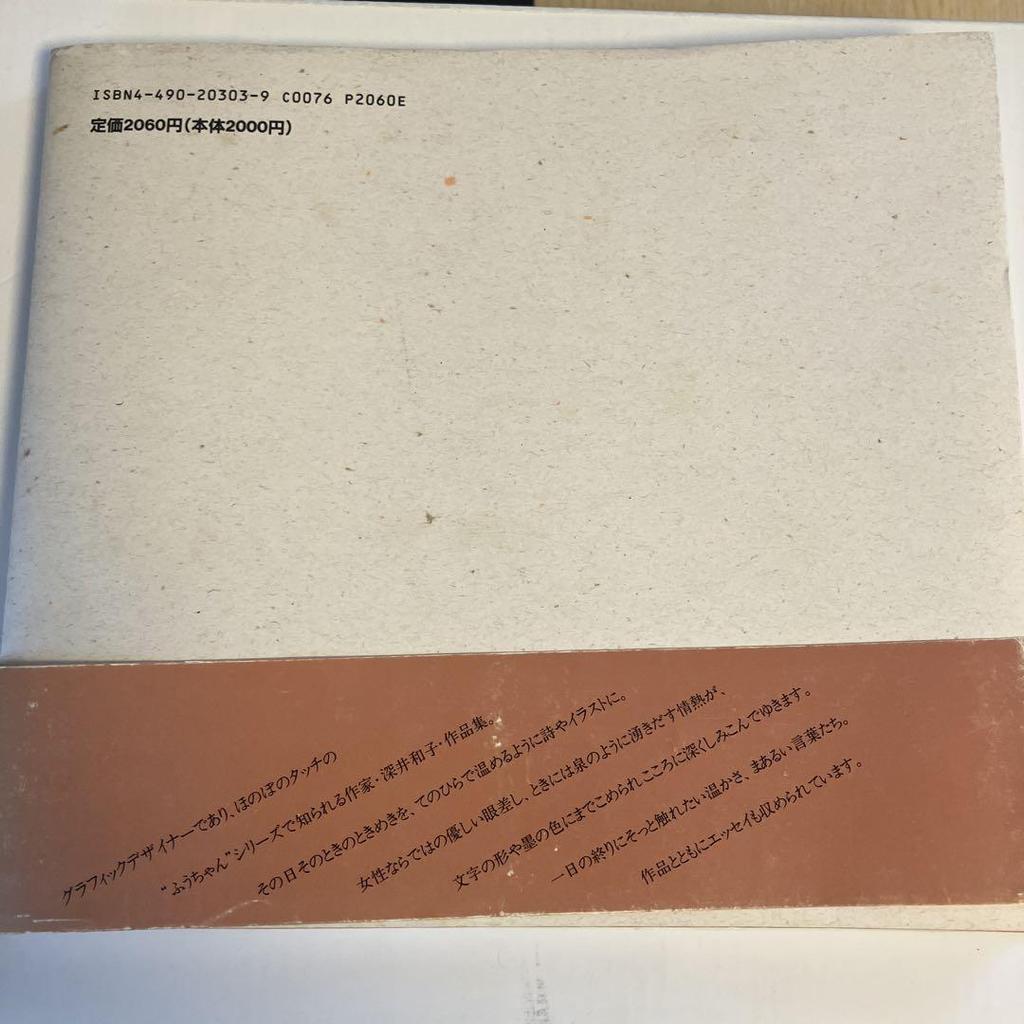 ISBN4-490-20303-9 C0076 P2060E
定価2060円(本体2000円)
グラフィックデザイナーであり、ほのぼのタッチの
“ふうちゃん”シリーズで知られる作家・深井和子・作品集。
その日そのときのときめきを、てのひらで温めるように詩やイラストに。
女性ならではの優しい眼差し、ときには泉のように湧きだす情熱が、
文字の形や墨の色にまでこめられこころに深くしみこんでゆきます。
一日の終りにそっと触れたい温かさ、まあるい言葉たち。
作品とともにエッセイも収められています。